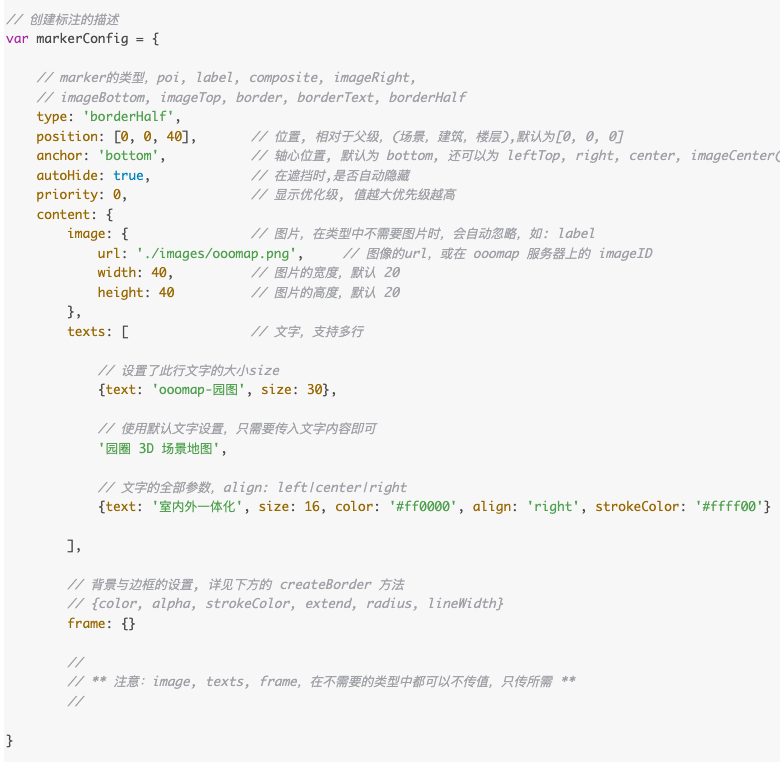 // 创建标注的描述
var markerConfig = {
// marker的类型, poi, label, composite, imageRight,
// imageBottom, imageTop, border, borderText, borderHalf
type: 'borderHalf',
position: [0, 0, 40], // 位置, 相对于父级, (场景, 建筑, 楼层),默认为[0, 0, 0]
anchor: 'bottom', // 轴心位置, 默认为 bottom, 还可以为 leftTop, right, center, imageCenter(
autoHide: true, // 在遮挡时,是否自动隐藏
priority: 0, // 显示优化级, 值越大优先级越高
content: {
image: { // 图片, 在类型中不需要图片时, 会自动忽略, 如: label
url: './images/ooomap.png', // 图像的url, 或在 ooomap 服务器上的 imageID
width: 40, // 图片的宽度, 默认 20
height: 40 // 图片的高度, 默认 20
},
texts: [ // 文字, 支持多行
// 设置了此行文字的大小size
{text: 'ooomap-园图', size: 30},
// 使用默认文字设置, 只需要传入文字内容即可
'园圈 3D 场景地图',
// 文字的全部参数, align: left|center|right
{text: '室内外一体化', size: 16, color: '#ff0000', align: 'right', strokeColor: '#ffff00'}
],
// 背景与边框的设置, 详见下方的 createBorder 方法
// {color, alpha, strokeColor, extend, radius, lineWidth}
frame: {}
//
// ** 注意: image, texts, frame, 在不需要的类型中都可以不传值, 只传所需 **
//
}